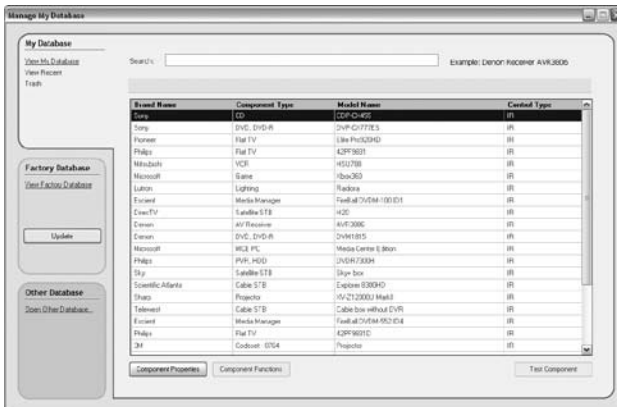 Manage My Database
My Database
View My Database
View Recent
Trash
Search:
Example: Denon Receiver AVR3806
Brand Name Component Type Model Name Control Type
Sony CD CDP-CX455 IR
Sony DVD, DVD-R DVP-CX777ES IR
Pioneer Flat TV Elite Pro920HD IR
Philips Flat TV 42PF9831 IR
Mitsubishi VCR HSU788 IR
Microsoft Game Xbox360 IR
Lutron Lighting Radiora IR
Escient Media Manager FireBall DVDM-100 ID1 IR
DirecTV Satellite STB H20 IR
Denon AV Receiver AVR3806 IR
Denon DVD, DVD-R DVM1815 IR
Microsoft MCE PC Media Center Edition IR
Philips PVR, HDD DVDR7300H IR
Sky Satellite STB Sky+ box IR
Scientific Atlanta Cable STB Explorer 8300HD IR
Sharp Projector XV-Z12000U MarkII IR
Telewest Cable STB Cable box without DVR IR
Escient Media Manager FireBall DVDM-552 ID4 IR
Philips Flat TV 42PF9831D IR
3M Codeset: 0704 Projector IR
Factory Database
View Factory Database
Update
Other Database
Open Other Database...
Component Properties Component Functions Test Component